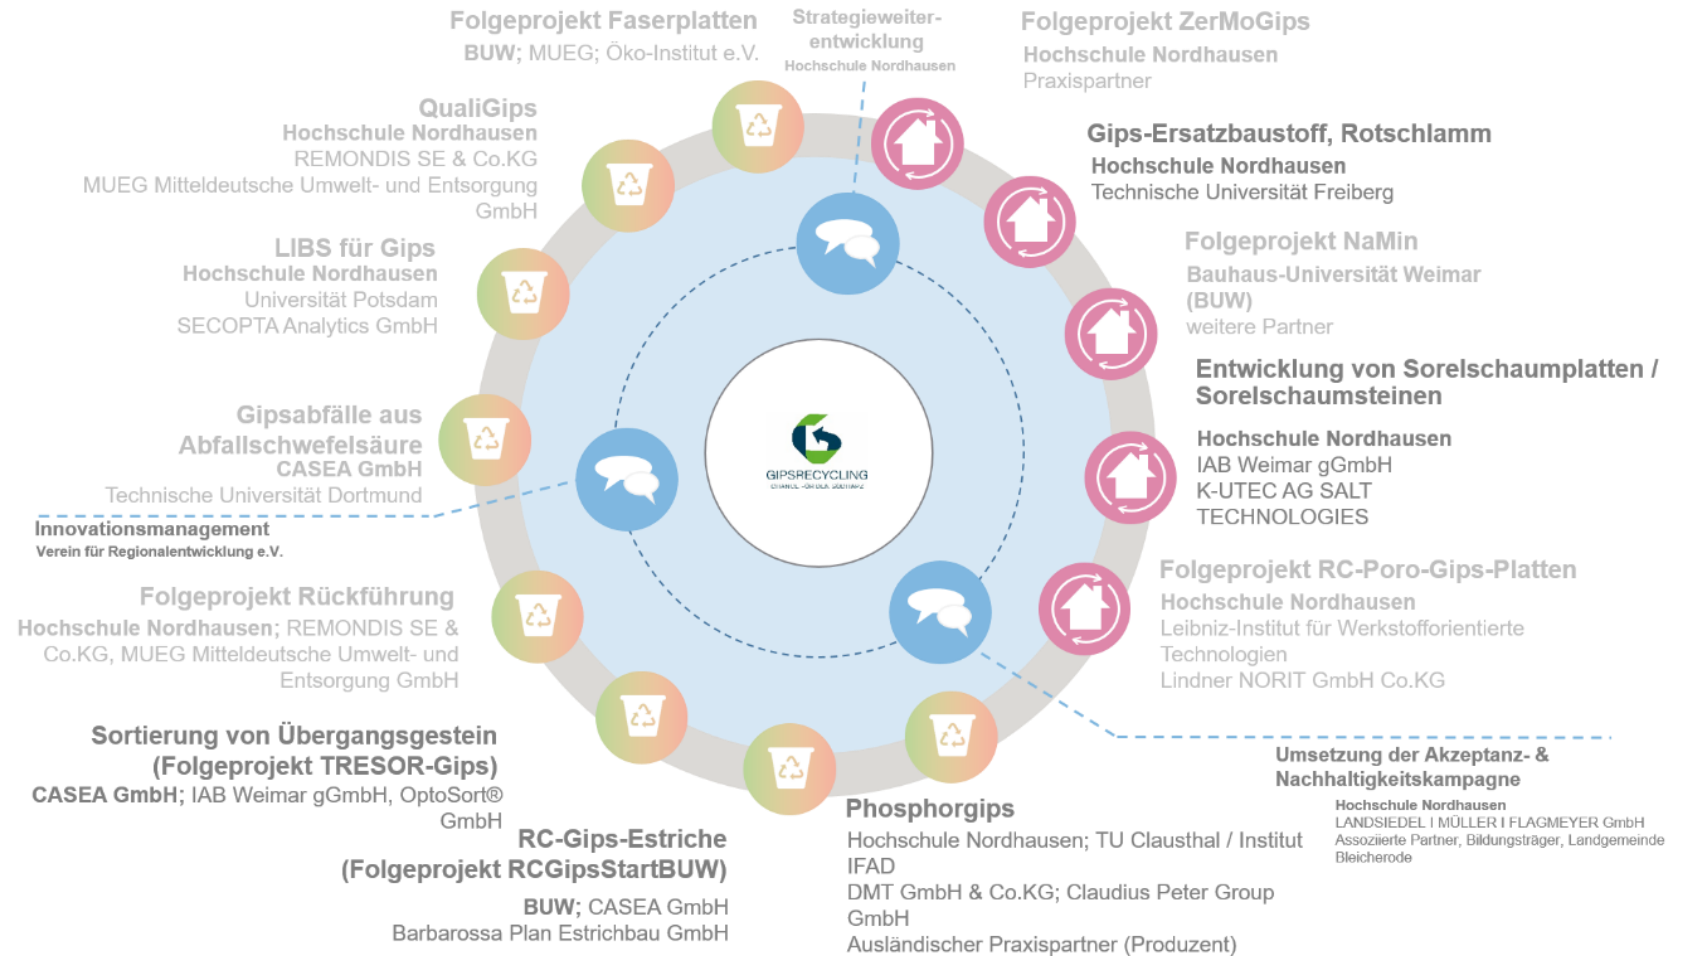 Folgeprojekt Faserplatten
BUW; MUEG; Öko-Institut e.V.
Strategieweiter-
entwicklung
Hochschule Nordhausen
Folgeprojekt ZerMoGips
Hochschule Nordhausen
Praxispartner
QualiGips
Hochschule Nordhausen
REMONDIS SE & Co.KG
MUEG Mitteldeutsche Umwelt- und Entsorgung
GmbH
Gips-Ersatzbaustoff, Rotschlamm
Hochschule Nordhausen
Technische Universität Freiberg
LIBS für Gips
Hochschule Nordhausen
Universität Potsdam
SECOPTA Analytics GmbH
Folgeprojekt NaMin
Bauhaus-Universität Weimar
(BUW)
weitere Partner
Entwicklung von Sorelschaumplatten /
Sorelschaumsteinen
Hochschule Nordhausen
IAB Weimar gGmbH
K-UTEC AG SALT
TECHNOLOGIES
Gipsabfälle aus
Abfallschwefelsäure
CASEA GmbH
Technische Universität Dortmund
GIPSRECYCLING
CHANCE FÜR DEN SÜDHARZ
Innovationsmanagement
Verein für Regionalentwicklung e.V.
Folgeprojekt Rückführung
Hochschule Nordhausen; REMONDIS SE &
Co.KG, MUEG Mitteldeutsche Umwelt- und
Entsorgung GmbH
Folgeprojekt RC-Poro-Gips-Platten
Hochschule Nordhausen
Leibniz-Institut für Werkstofforientierte
Technologien
Lindner NORIT GmbH Co.KG
Sortierung von Übergangsgestein
(Folgeprojekt TRESOR-Gips)
CASEA GmbH; IAB Weimar gGmbH, OptoSort®
GmbH
Umsetzung der Akzeptanz- &
Nachhaltigkeitskampagne
Hochschule Nordhausen
LANDSIEDEL I MÜLLER I FLAGMEYER GmbH
Assoziierte Partner, Bildungsträger, Landgemeinde
Bleicherode
RC-Gips-Estriche
(Folgeprojekt RCGipsStartBUW)
BUW; CASEA GmbH
Barbarossa Plan Estrichbau GmbH
Phosphorgips
Hochschule Nordhausen; TU Clausthal / Institut
IFAD
DMT GmbH & Co.KG; Claudius Peter Group
GmbH
Ausländischer Praxispartner (Produzent)